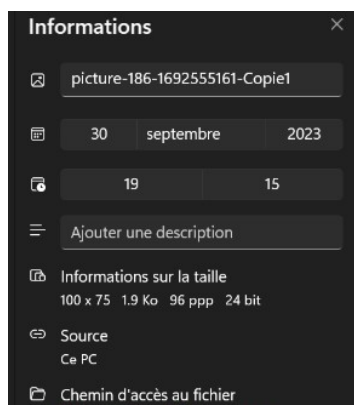 Informations
picture-186-1692555161-Copie1
30 septembre 2023
19 15
Ajouter une description
Informations sur la taille
100 x 75 1.9 Ko 96 ppp 24 bit
Source
Ce PC
Chemin d'accès au fichier